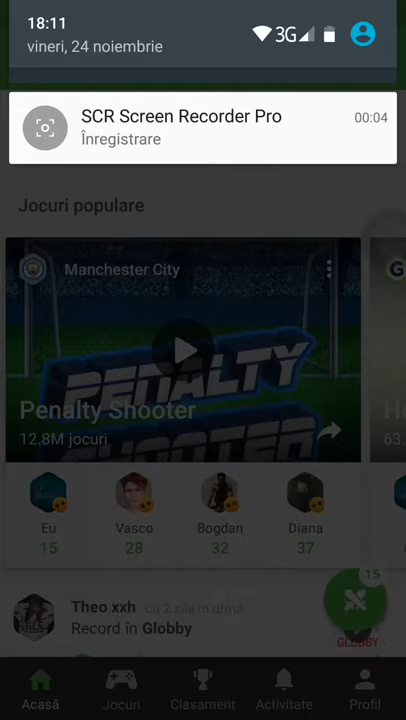 18:11
vineri, 24 noiembrie
3G
SCR Screen Recorder Pro
00:04
Înregistrare
Jocuri populare
Manchester City
PENALTY
SHOOTER
Penalty Shooter
12.8M jocuri
63.
Eu
Vasco
Bogdan
Diana
15
28
32
37
15
Theo xxh
cu 2 zile în urmă
Record în Globby
GLOBBY
Acasă
Jocuri
Clasament
Activitate
Profil